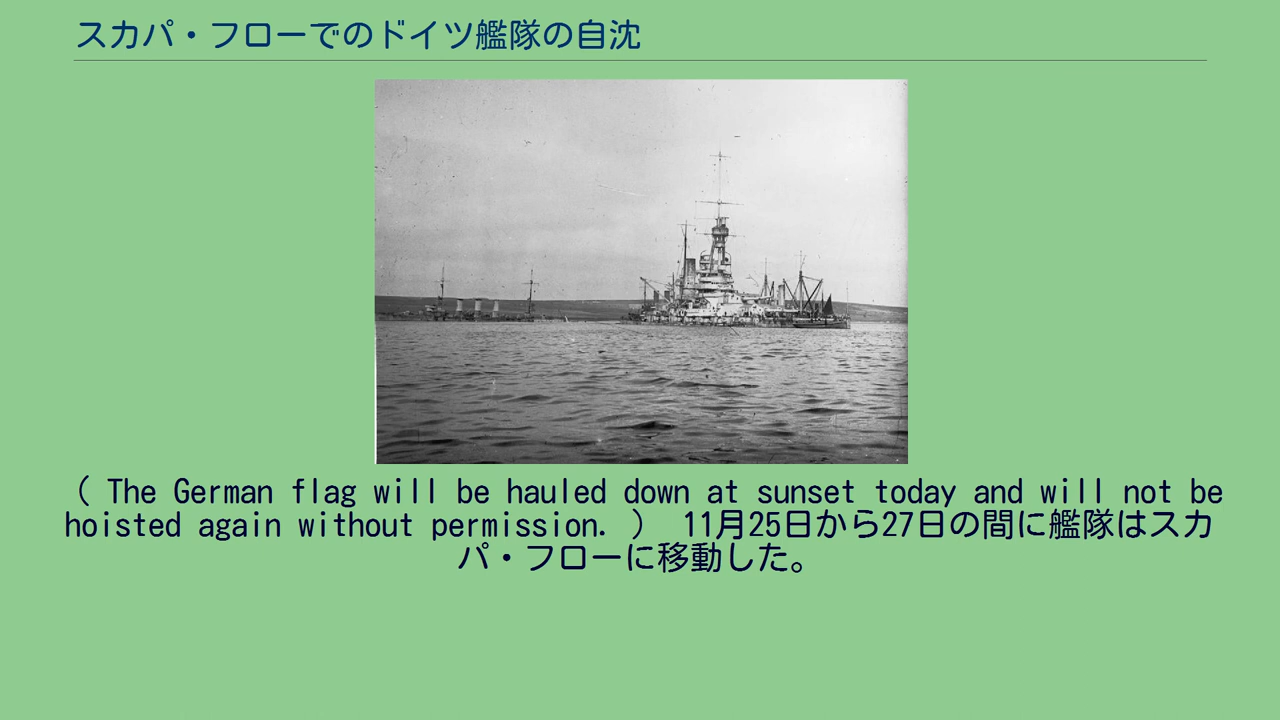 スカパ・フローでのドイツ艦隊の自沈
（ The German flag will be hauled down at sunset today and will not be
hoisted again without permission. ） 11月25日から27日の間に艦隊はスカ
パ・フローに移動した。